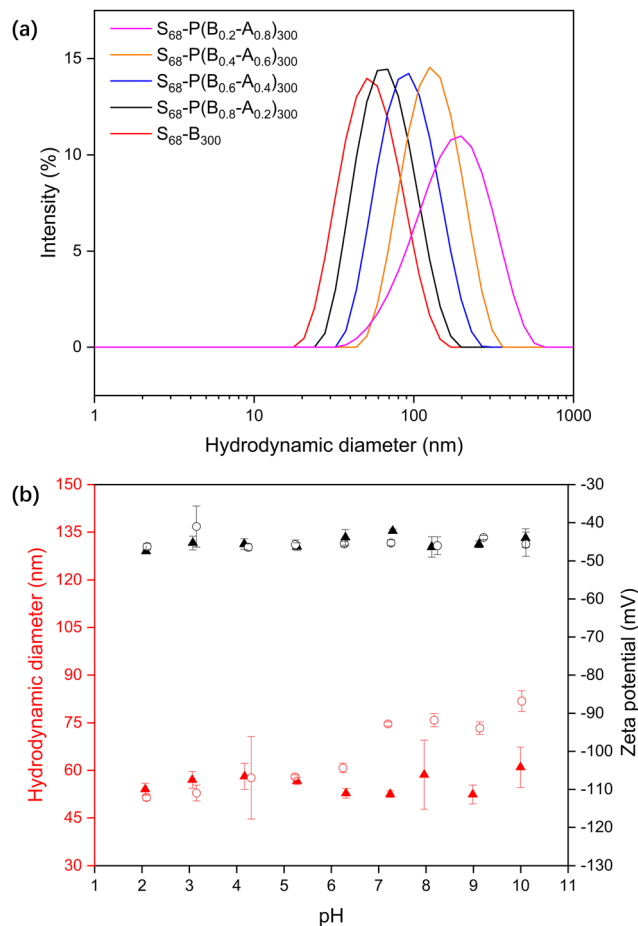 (a)
S₆₈-P(B₀.₂-A₀.₈)₃₀₀
S₆₈-P(B₀.₄-A₀.₆)₃₀₀
S₆₈-P(B₀.₆-A₀.₄)₃₀₀
S₆₈-P(B₀.₈-A₀.₂)₃₀₀
S₆₈-B₃₀₀
15
10
5
0
Intensity (%)
1 10 100 1000
Hydrodynamic diameter (nm)
(b)
150
135
120
105
90
75
60
45
30
Hydrodynamic diameter (nm)
-30
-40
-50
-60
-70
-80
-90
-100
-110
-120
-130
Zeta potential (mV)
1 2 3 4 5 6 7 8 9 10 11
pH